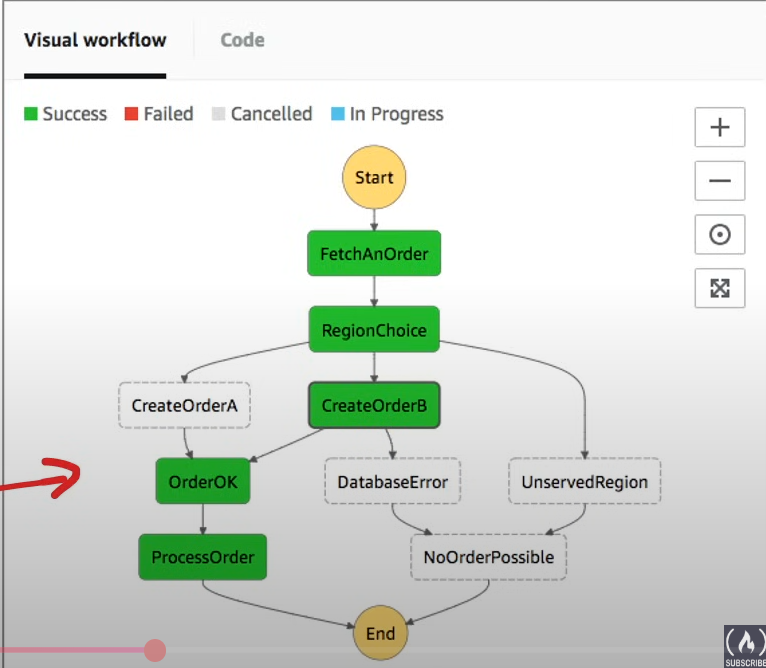 Visual workflow Code
Success Failed Cancelled In Progress
Start
FetchAnOrder
RegionChoice
CreateOrderA CreateOrderB
OrderOK DatabaseError UnservedRegion
ProcessOrder NoOrderPossible
End
SUBSCRIBE